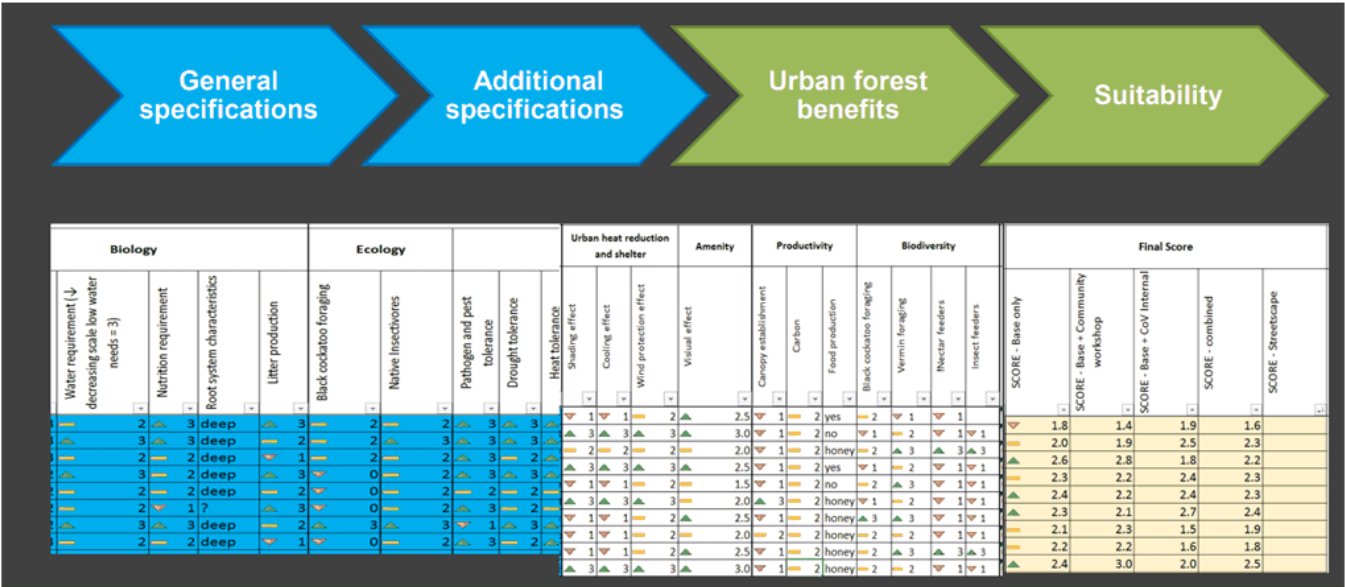 General
specifications
Additional
specifications
Urban forest
benefits
Suitability
Biology
Ecology
Water requirement (↓
decreasing scale low water
needs = 3)
Nutrition requirement
Root system characteristics
Litter production
Black cockatoo foraging
Native Insectivores
Pathogen and pest
tolerance
Drought tolerance
Heat tolerance
2 3 deep 3 2 2 3 3
3 3 deep 2 2 3 3 3
2 2 deep 1 2 2 3 2
3 2 deep 3 0 2 3 3
2 2 deep 2 0 2 2 2
2 1 ? 3 0 2 3 3
3 3 deep 2 3 3 1 3
2 2 deep 1 0 2 3 2
Urban heat reduction
and shelter
Amenity
Productivity
Biodiversity
Shading effect
Cooling effect
Wind protection effect
Visiual effect
Canopy establishment
Carbon
Food production
Black cockatoo foraging
Vermin foraging
tNectar feeders
Insect feeders
1 1 2 2.5 1 2 yes 2 1 1
3 3 3 3.0 1 2 no 1 2 1 1
2 2 2 2.0 1 2 honey 2 3 3 3
3 3 3 2.5 1 2 yes 1 2 1 1
1 1 2 1.5 1 2 no 2 3 1 1
3 3 3 2.0 3 2 honey 1 2 1 1
1 1 2 2.5 1 2 honey 3 3 1 1
1 1 2 2.0 2 2 honey 2 2 1 1
1 1 2 2.5 1 2 honey 2 3 3 3
3 3 3 3.0 1 2 honey 2 2 1 1
Final Score
SCORE - Base only
SCORE - Base + Community
workshop
SCORE - Base + CoV Internal
SCORE - combined
SCORE - Streetscape
1.8 1.4 1.9 1.6
2.0 1.9 2.5 2.3
2.6 2.8 1.8 2.2
2.3 2.2 2.4 2.3
2.4 2.2 2.4 2.3
2.3 2.1 2.7 2.4
2.1 2.3 1.5 1.9
2.2 2.2 1.6 1.8
2.4 3.0 2.0 2.5